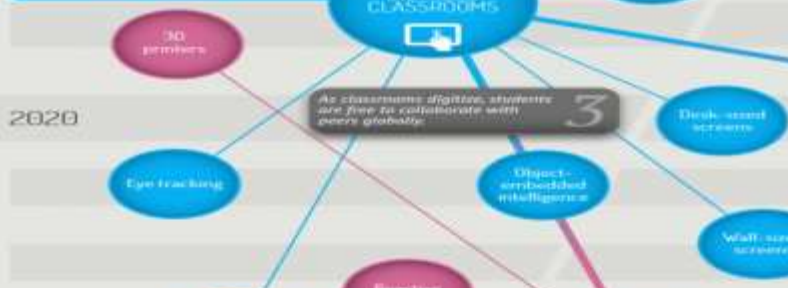 CLASSROOMS
3D
printers
As classrooms digitize, students
are free to collaborate with
peers globally.
3
Desk-sized
screens
2020
Eye tracking
Object-
embedded
intelligence
screens